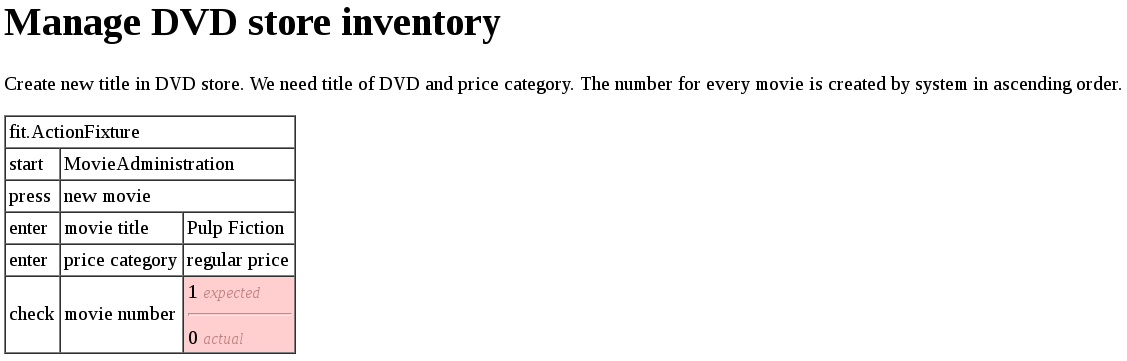 Manage DVD store inventory
Create new title in DVD store. We need title of DVD and price category. The number for every movie is created by system in ascending order.
fit.ActionFixture
start MovieAdministration
press new movie
enter movie title Pulp Fiction
enter price category regular price
check movie number 1 expected
0 actual